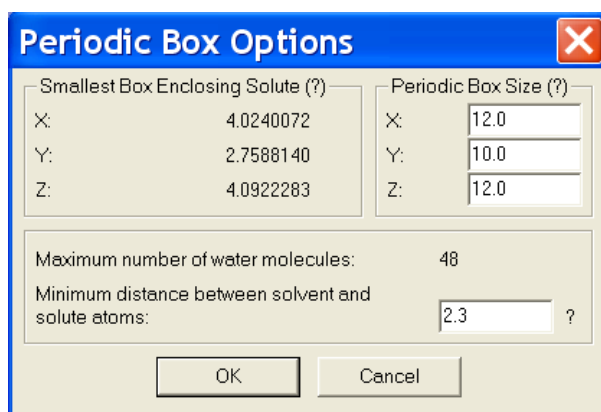 Periodic Box Options
Smallest Box Enclosing Solute (?)
X: 4.0240072
Y: 2.7588140
Z: 4.0922283
Periodic Box Size (?)
X: 12.0
Y: 10.0
Z: 12.0
Maximum number of water molecules: 48
Minimum distance between solvent and
solute atoms: 2.3 ?
OK Cancel